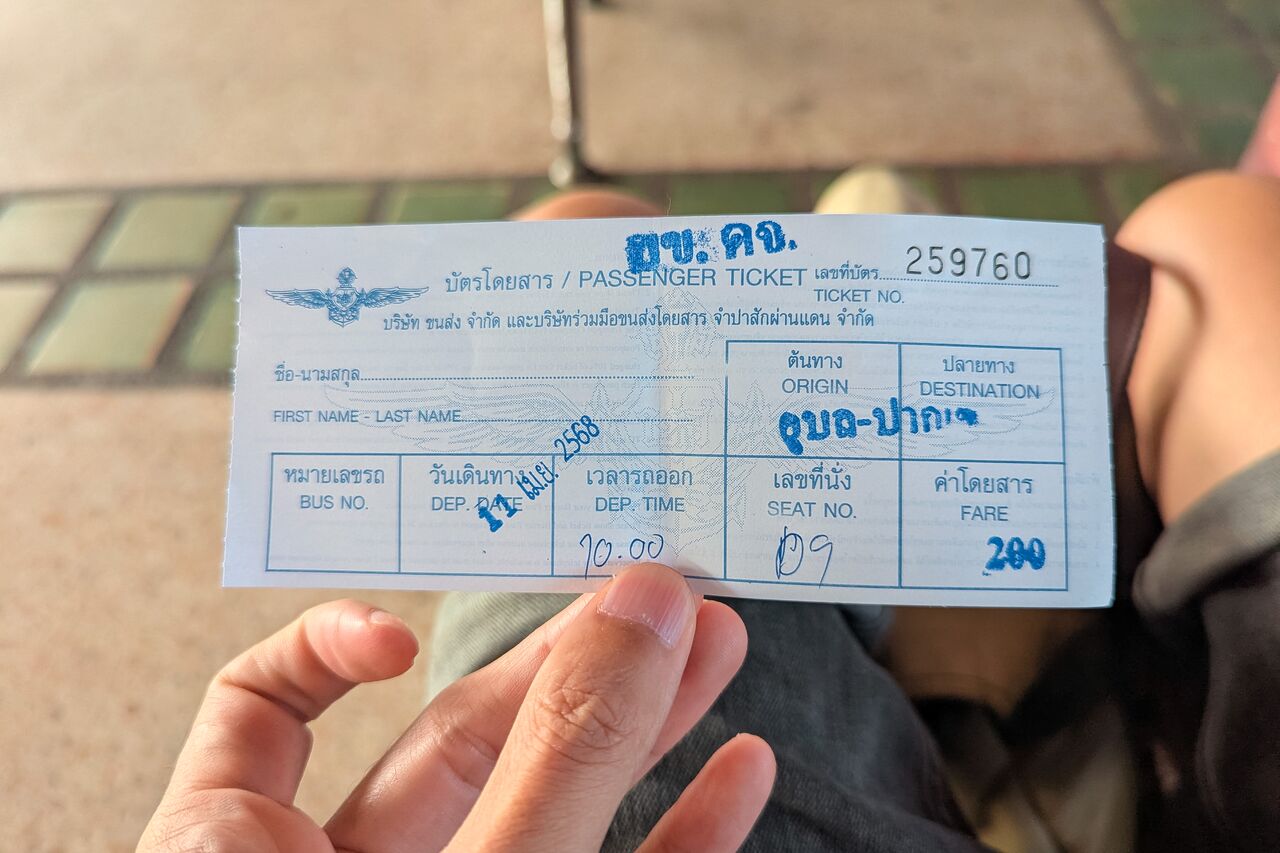 อข. คจ.
บัตรโดยสาร / PASSENGER TICKET เลขที่บัตร 259760
TICKET NO.
บริษัท ขนส่ง จำกัด และบริษัทร่วมมือขนส่งโดยสาร จำปาสักผ่านแดน จำกัด
ชื่อ-นามสกุล
FIRST NAME - LAST NAME
ต้นทาง ปลายทาง
ORIGIN DESTINATION
อุบล-ปากเซ
หมายเลขรถ วันเดินทาง เวลารถออก เลขที่นั่ง ค่าโดยสาร
BUS NO. DEP. DATE DEP. TIME SEAT NO. FARE
11 เม.ย. 2568
10.00 D9 200